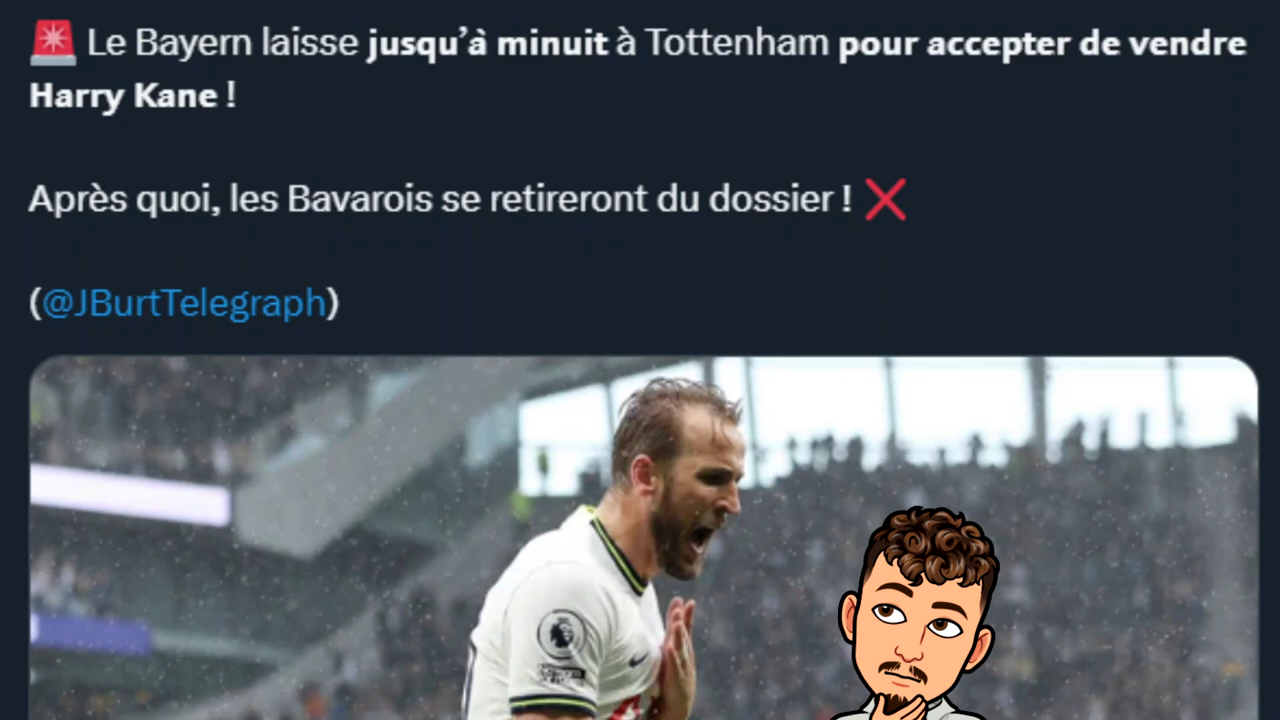 🚨 Le Bayern laisse jusqu’à minuit à Tottenham pour accepter de vendre
Harry Kane !
Après quoi, les Bavarois se retireront du dossier ! ❌
(@JBurtTelegraph)